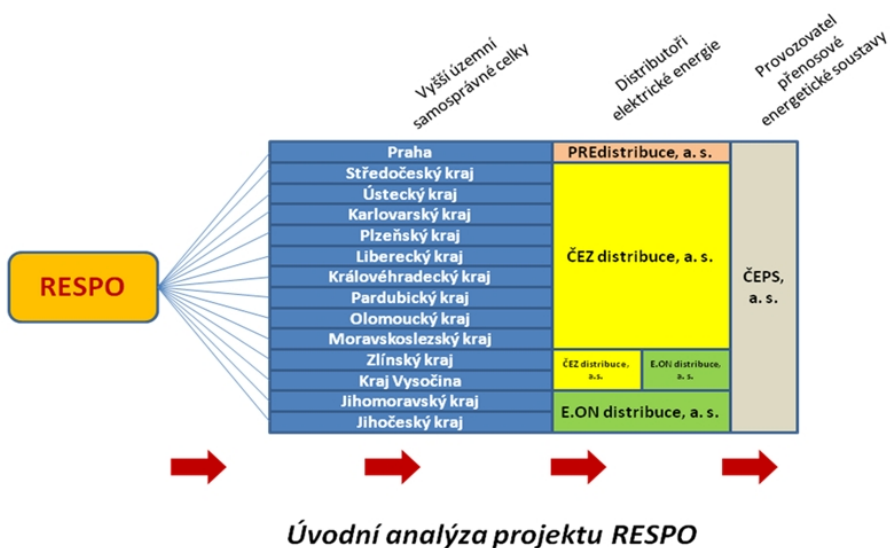 Vyšší územní
samosprávné celky
Distributoři
elektrické energie
Provozovatel
přenosové
energetické soustavy
RESPO
Praha
Středočeský kraj
Ústecký kraj
Karlovarský kraj
Plzeňský kraj
Liberecký kraj
Královéhradecký kraj
Pardubický kraj
Olomoucký kraj
Moravskoslezský kraj
Zlínský kraj
Kraj Vysočina
Jihomoravský kraj
Jihočeský kraj
PREdistribuce, a. s.
ČEZ distribuce, a. s.
ČEZ distribuce,
a. s.
E.ON distribuce,
a. s.
E.ON distribuce, a. s.
ČEPS,
a. s.
Úvodní analýza projektu RESPO